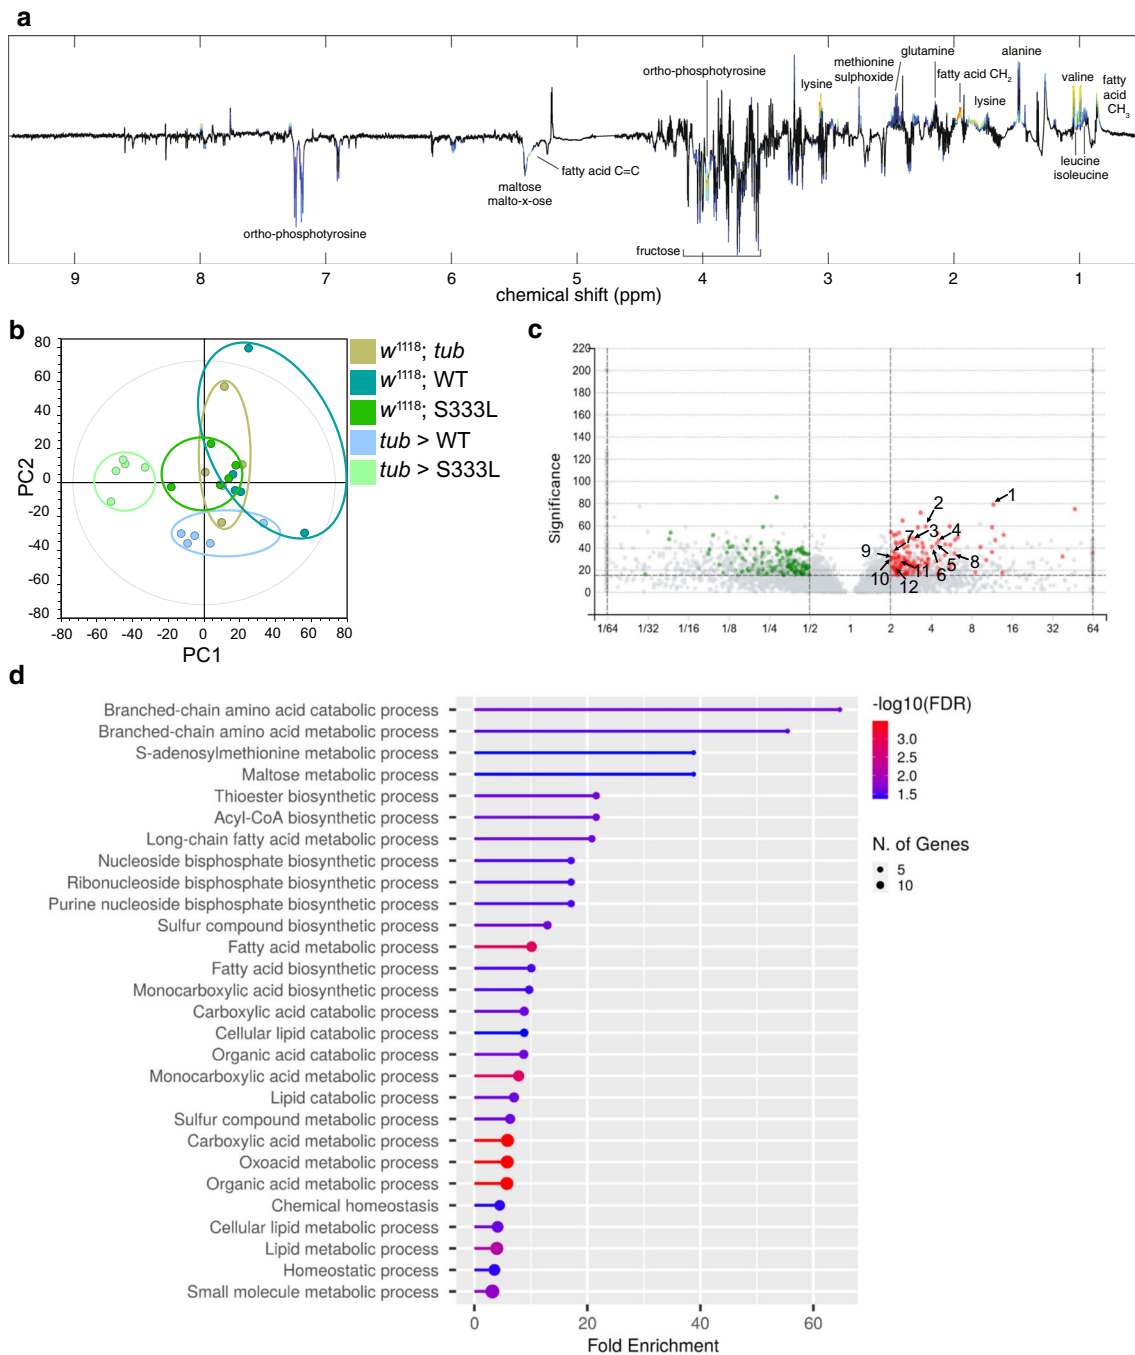 a
ortho-phosphotyrosine
lysine
methionine
sulphoxide
glutamine
fatty acid CH2
lysine
alanine
valine
fatty
acid
CH3
leucine
isoleucine
fatty acid C=C
maltose
malto-x-ose
ortho-phosphotyrosine
fructose
9 8 7 6 5 4 3 2 1
chemical shift (ppm)
b
80
60
40
20
0
-20
-40
-60
-80
PC2
-80 -60 -40 -20 0 20 40 60 80
PC1
w1118; tub
w1118; WT
w1118; S333L
tub > WT
tub > S333L
c
220
200
180
160
140
120
100
80
60
40
20
0
Significance
1
2
3
4
5
6
7
8
9
10
11
12
1/64 1/32 1/16 1/8 1/4 1/2 1 2 4 8 16 32 64
d
Branched-chain amino acid catabolic process
Branched-chain amino acid metabolic process
S-adenosylmethionine metabolic process
Maltose metabolic process
Thioester biosynthetic process
Acyl-CoA biosynthetic process
Long-chain fatty acid metabolic process
Nucleoside bisphosphate biosynthetic process
Ribonucleoside bisphosphate biosynthetic process
Purine nucleoside bisphosphate biosynthetic process
Sulfur compound biosynthetic process
Fatty acid metabolic process
Fatty acid biosynthetic process
Monocarboxylic acid biosynthetic process
Carboxylic acid catabolic process
Cellular lipid catabolic process
Organic acid catabolic process
Monocarboxylic acid metabolic process
Lipid catabolic process
Sulfur compound metabolic process
Carboxylic acid metabolic process
Oxoacid metabolic process
Organic acid metabolic process
Chemical homeostasis
Cellular lipid metabolic process
Lipid metabolic process
Homeostatic process
Small molecule metabolic process
0 20 40 60
Fold Enrichment
-log10(FDR)
3.0
2.5
2.0
1.5
N. of Genes
5
10